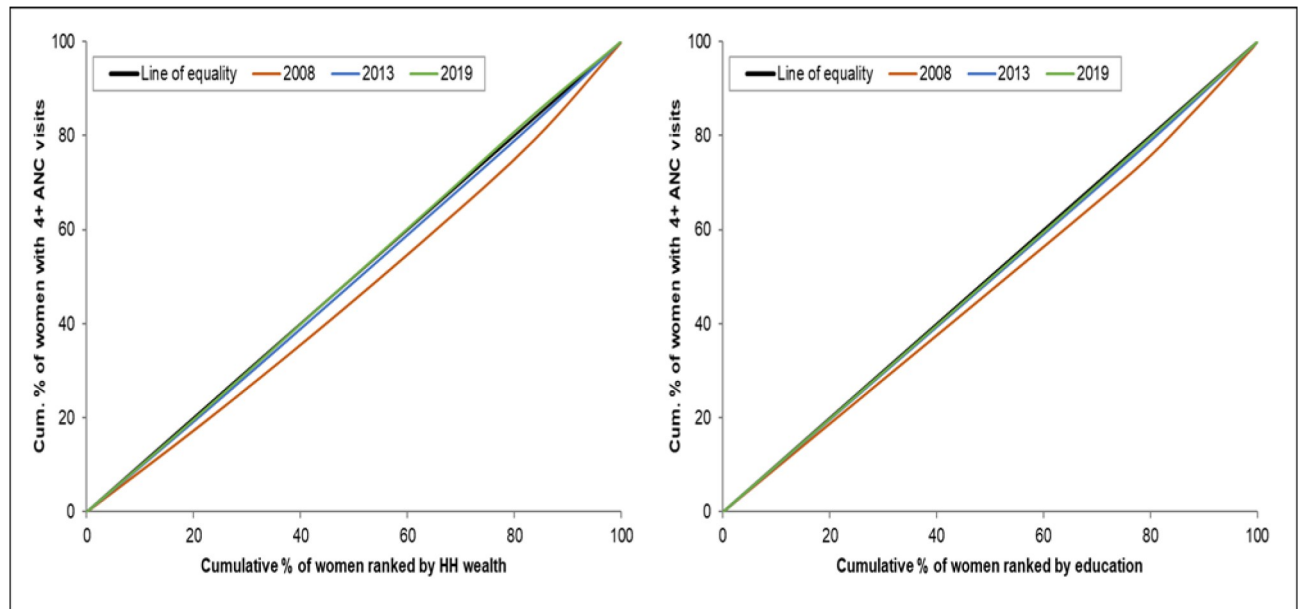 Line of equality 2008 2013 2019
100
80
60
40
20
0
Cum. % of women with 4+ ANC visits
0 20 40 60 80 100
Cumulative % of women ranked by HH wealth
Line of equality 2008 2013 2019
100
80
60
40
20
0
Cum. % of women with 4+ ANC visits
0 20 40 60 80 100
Cumulative % of women ranked by education